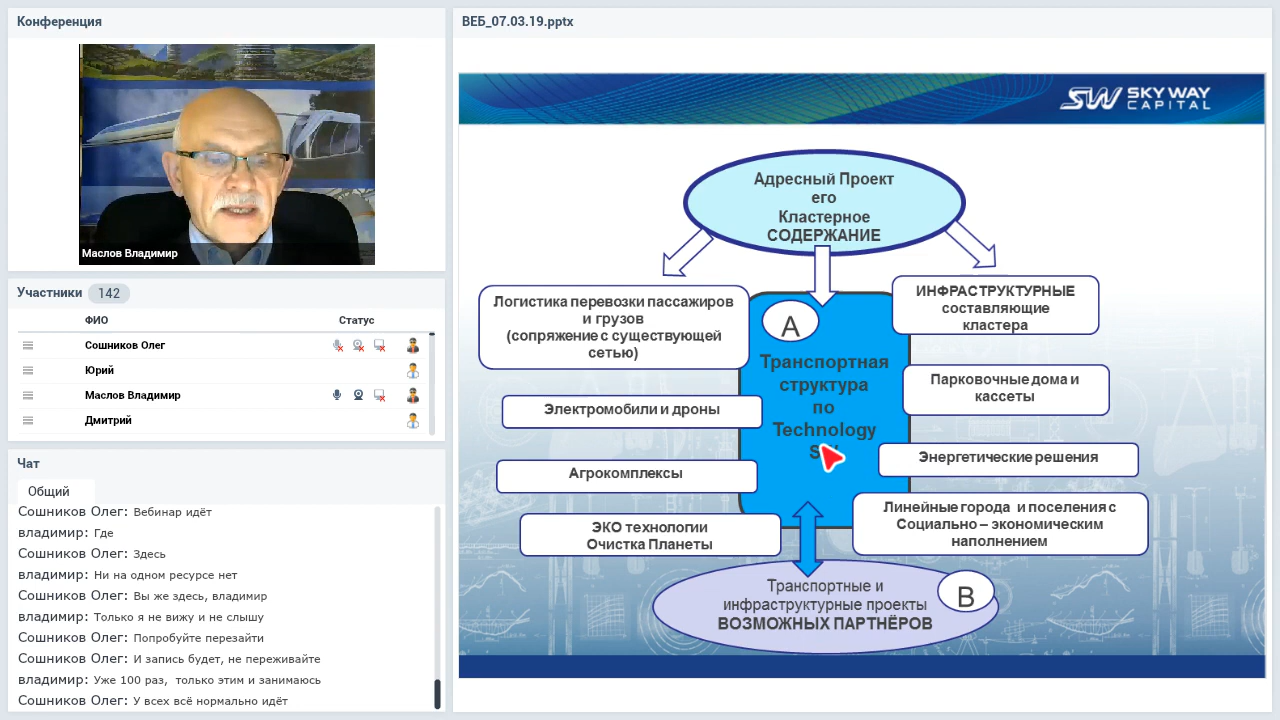 Конференция
Маслов Владимир
Участники 142
ФИО Статус
Сошников Олег
Юрий
Маслов Владимир
Дмитрий
Чат
Общий
Сошников Олег: Вебинар идёт
владимир: Где
Сошников Олег: Здесь
владимир: Ни на одном ресурсе нет
Сошников Олег: Вы же здесь, владимир
владимир: Только я не вижу и не слышу
Сошников Олег: Попробуйте перезайти
Сошников Олег: И запись будет, не переживайте
владимир: Уже 100 раз, только этим и занимаюсь
Сошников Олег: У всех всё нормально идёт
ВЕБ_07.03.19.pptx
SW SKY WAY
CAPITAL
Адресный Проект
его
Кластерное
СОДЕРЖАНИЕ
Логистика перевозки пассажиров
и грузов
(сопряжение с существующей
сетью)
Электромобили и дроны
Агрокомплексы
ЭКО технологии
Очистка Планеты
А
Транспортная
структура
по
Technology
ИНФРАСТРУКТУРНЫЕ
составляющие
кластера
Парковочные дома и
кассеты
Энергетические решения
Линейные города и поселения с
Социально – экономическим
наполнением
Транспортные и
инфраструктурные проекты
ВОЗМОЖНЫХ ПАРТНЁРОВ
В